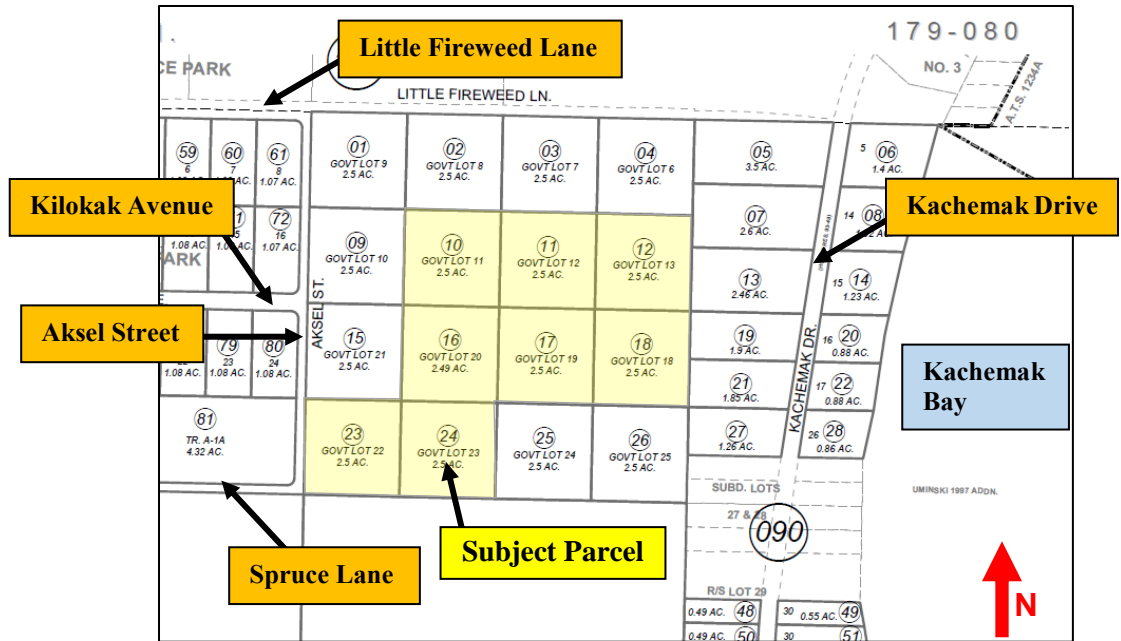 179-080
CE PARK
Little Fireweed Lane
NO. 3
A.T.S. 1234A
LITTLE FIREWEED LN.
59
6
60
7
61
8
1.07 AC.
01
GOVT LOT 9
2.5 AC.
02
GOVT LOT 8
2.5 AC.
03
GOVT LOT 7
2.5 AC.
04
GOVT LOT 6
2.5 AC.
05
3.5 AC.
5
06
1.4 AC.
Kilokak Avenue
1.08 AC.
72
16
1.07 AC.
PARK
09
GOVT LOT 10
2.5 AC.
10
GOVT LOT 11
2.5 AC.
11
GOVT LOT 12
2.5 AC.
12
GOVT LOT 13
2.5 AC.
07
2.6 AC.
14
08
Kachemak Drive
13
2.46 AC.
15
14
1.23 AC.
Aksel Street
AKSEL ST.
79
23
1.08 AC.
80
24
1.08 AC.
1.08 AC.
15
GOVT LOT 21
2.5 AC.
16
GOVT LOT 20
2.49 AC.
17
GOVT LOT 19
2.5 AC.
18
GOVT LOT 18
2.5 AC.
19
1.9 AC.
16
20
0.88 AC.
KACHEMAK DR.
21
1.85 AC.
17
22
0.88 AC.
Kachemak
Bay
81
TR. A-1A
4.32 AC.
23
GOVT LOT 22
2.5 AC.
24
GOVT LOT 23
2.5 AC.
25
GOVT LOT 24
2.5 AC.
26
GOVT LOT 25
2.5 AC.
27
1.26 AC.
26
28
0.86 AC.
SUBD. LOTS
27 & 28
UMINSKI 1997 ADDN.
090
Subject Parcel
Spruce Lane
R/S LOT 29
0.49 AC.
48
30
0.55 AC.
49
0.49 AC.
50
30
51
N